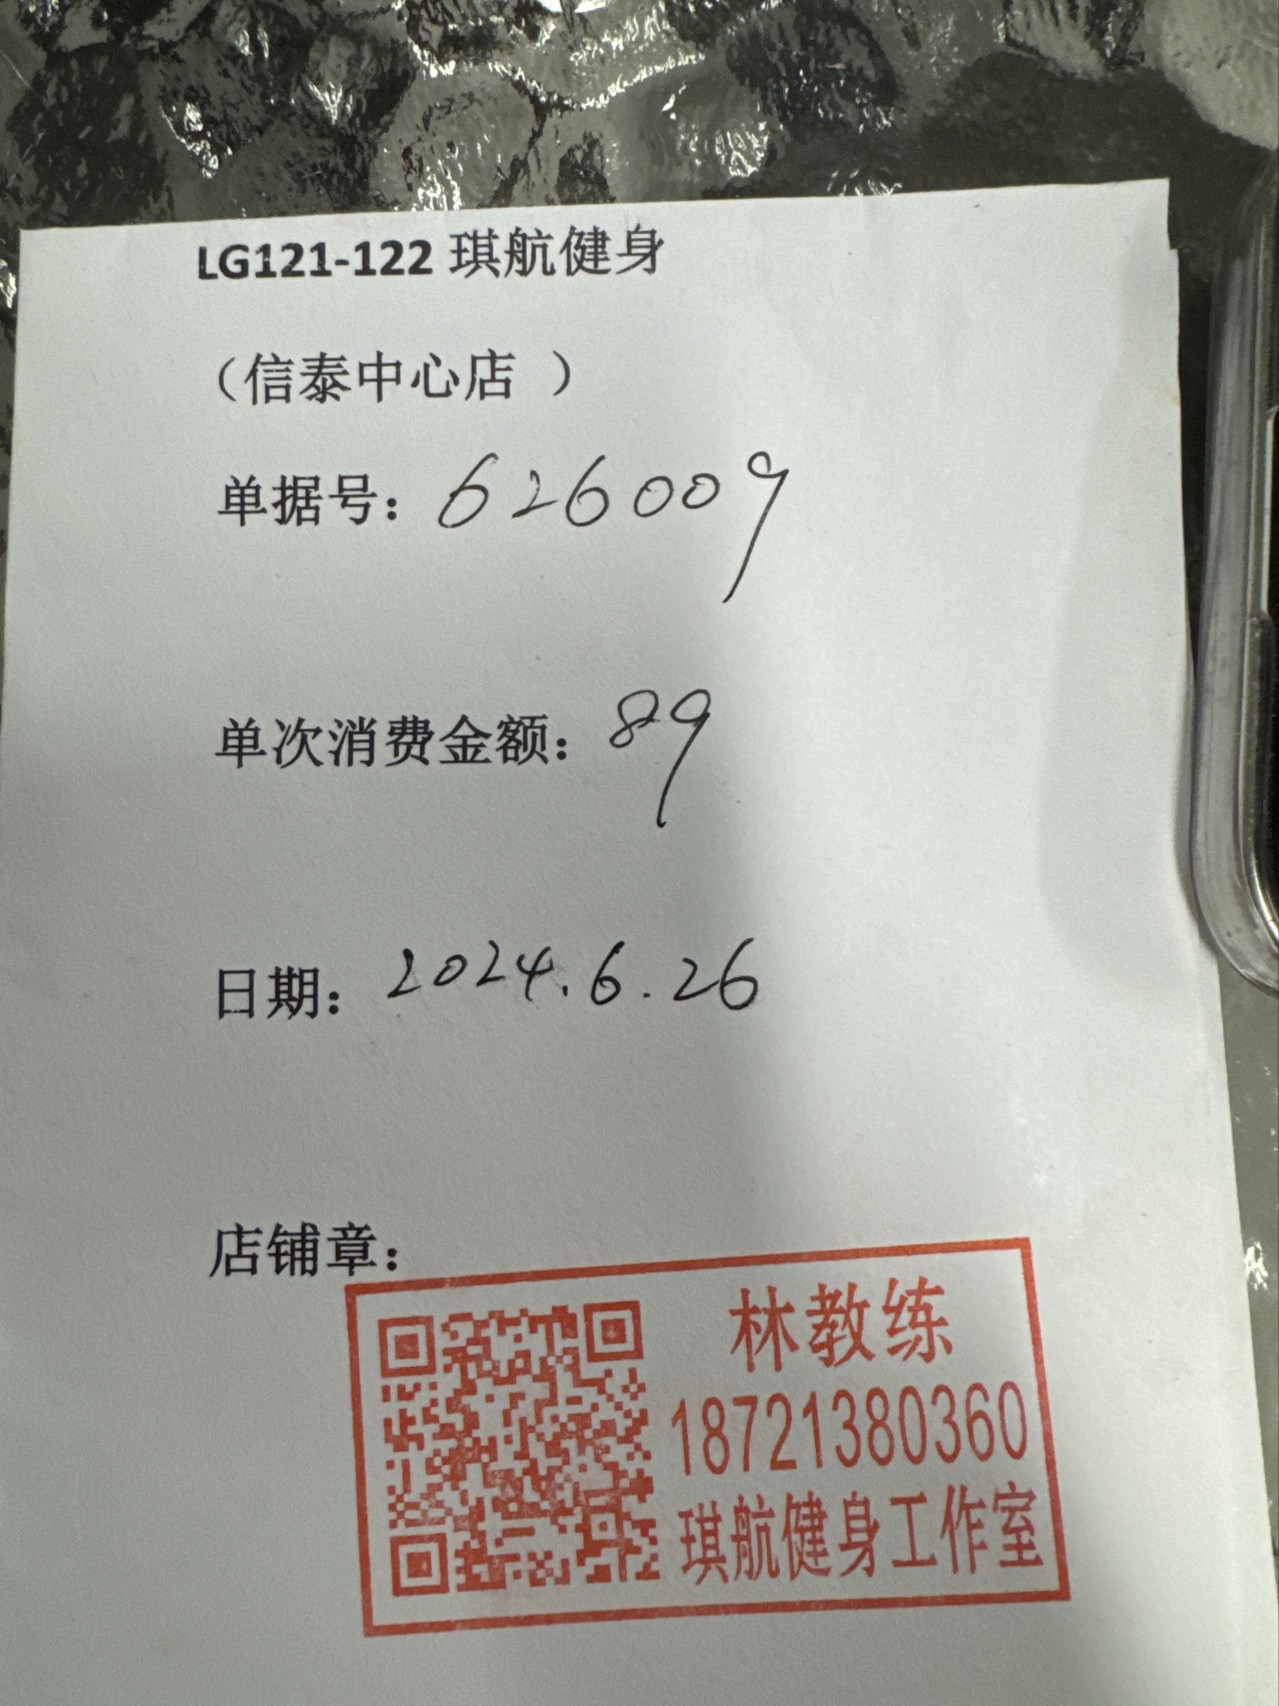 LG121-122 琪航健身
（信泰中心店 ）
单据号：626009
单次消费金额：89
日期：2024.6.26
店铺章：
林教练
18721380360
琪航健身工作室